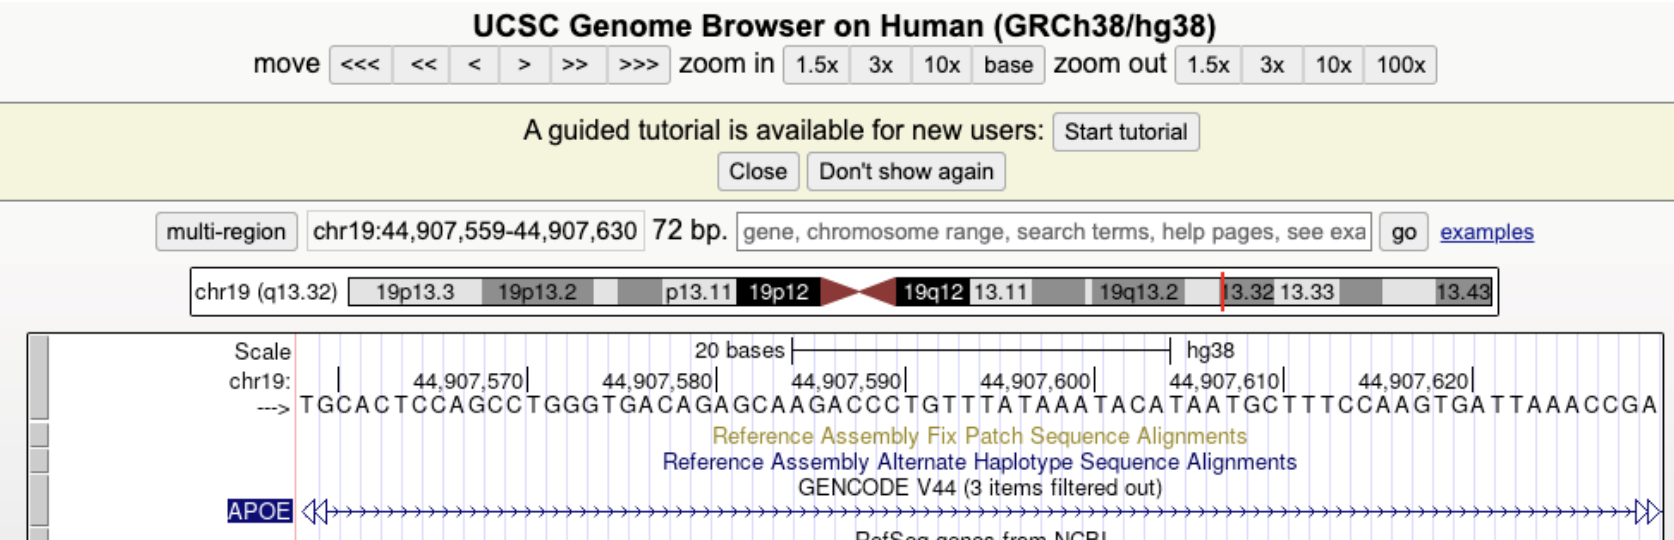 UCSC Genome Browser on Human (GRCh38/hg38)
move <<< << < > >> >>> zoom in 1.5x 3x 10x base zoom out 1.5x 3x 10x 100x
A guided tutorial is available for new users: Start tutorial
Close Don't show again
multi-region chr19:44,907,559-44,907,630 72 bp. gene, chromosome range, search terms, help pages, see exa go examples
chr19 (q13.32) 19p13.3 19p13.2 p13.11 19p12 19q12 13.11 19q13.2 13.32 13.33 13.43
Scale 20 bases hg38
chr19: 44,907,570 44,907,580 44,907,590 44,907,600 44,907,610 44,907,620
---> TGCACTCCAGCCTGGGTGACAGAGCAAGACCCTGTTTATAAATACATAATGCTTTCCAAGTGATTAAACCGA
Reference Assembly Fix Patch Sequence Alignments
Reference Assembly Alternate Haplotype Sequence Alignments
GENCODE V44 (3 items filtered out)
APOE
RefSeq genes from NCBI